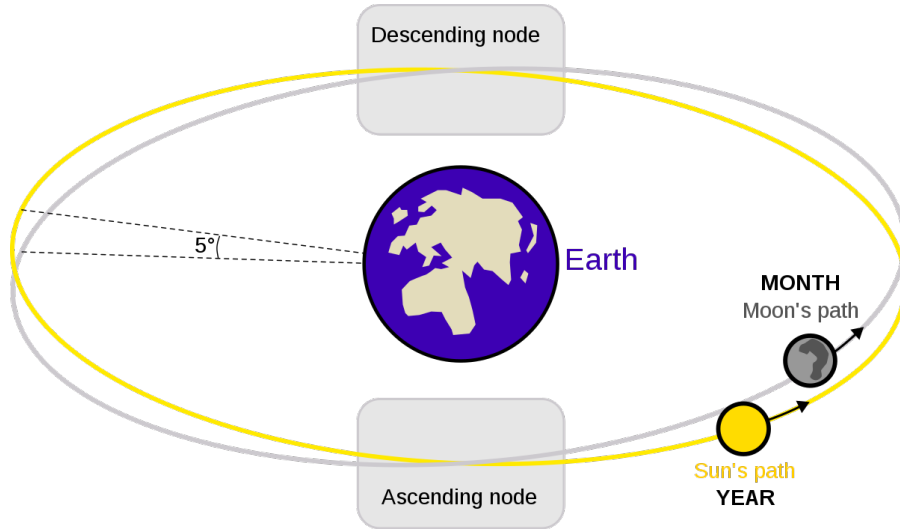 Descending node
5°
Earth
MONTH
Moon's path
Sun's path
YEAR
Ascending node